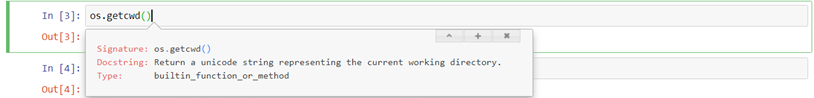 In [3]: os.getcwd()
Out[3]:
Signature: os.getcwd()
Docstring: Return a unicode string representing the current working directory.
Type: builtin_function_or_method
In [4]:
Out[4]: